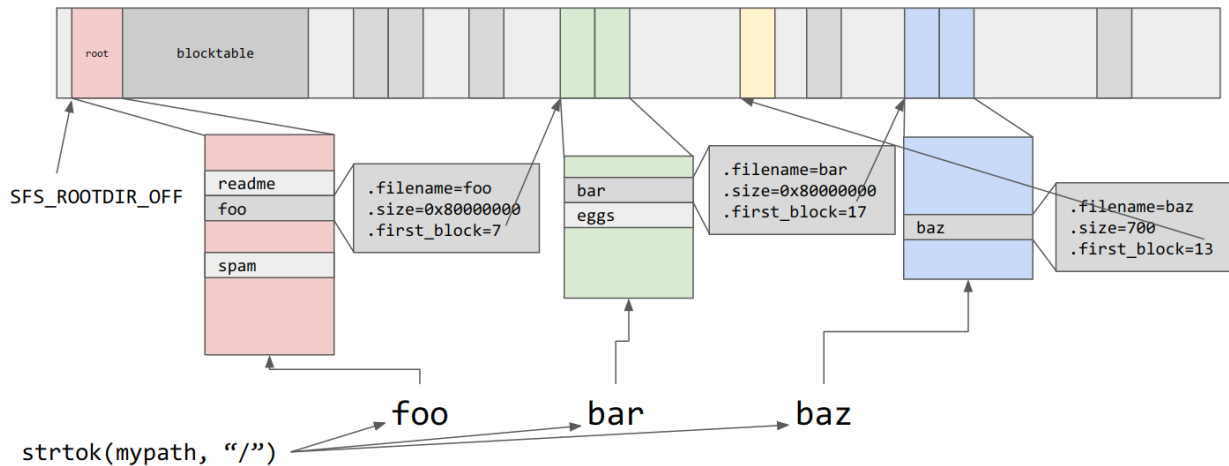 root
blocktable
SFS_ROOTDIR_OFF
readme
foo
spam
.filename=foo
.size=0x80000000
.first_block=7
bar
eggs
.filename=bar
.size=0x80000000
.first_block=17
baz
.filename=baz
.size=700
.first_block=13
foo
bar
baz
strtok(mypath, “/”)